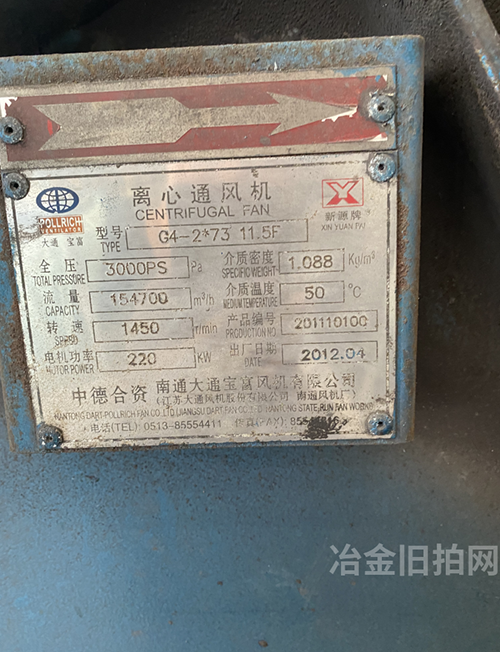 离心通风机
CENTRIFUGAL FAN
POLLRICH
VENTILATOR
大通 宝富
新源牌
XIN YUAN PAI
型号 TYPE G4-2*73 11.5F
全压 TOTAL PRESSURE 3000PS Pa
介质密度 SPECIFIC WEIGHT 1.088 Kg/m³
流量 CAPACITY 154700 m³/h
介质温度 MEDIUM TEMPERATURE 50 °C
转速 SPEED 1450 r/min
产品编号 PRODUCTION NO. 20111010C
电机功率 MOTOR POWER 220 KW
出厂日期 DATE 2012.04
中德合资 南通大通宝富风机有限公司
(江苏大通风机股份有限公司 南通风机厂)
电话(TEL) 0513-85554411 传真(FAX)
冶金旧拍网